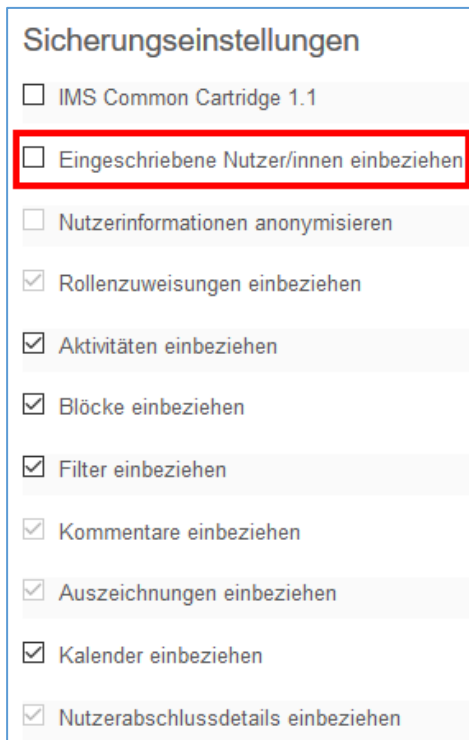 Sicherungseinstellungen
IMS Common Cartridge 1.1
Eingeschriebene Nutzer/innen einbeziehen
Nutzerinformationen anonymisieren
Rollenzuweisungen einbeziehen
Aktivitäten einbeziehen
Blöcke einbeziehen
Filter einbeziehen
Kommentare einbeziehen
Auszeichnungen einbeziehen
Kalender einbeziehen
Nutzerabschlussdetails einbeziehen